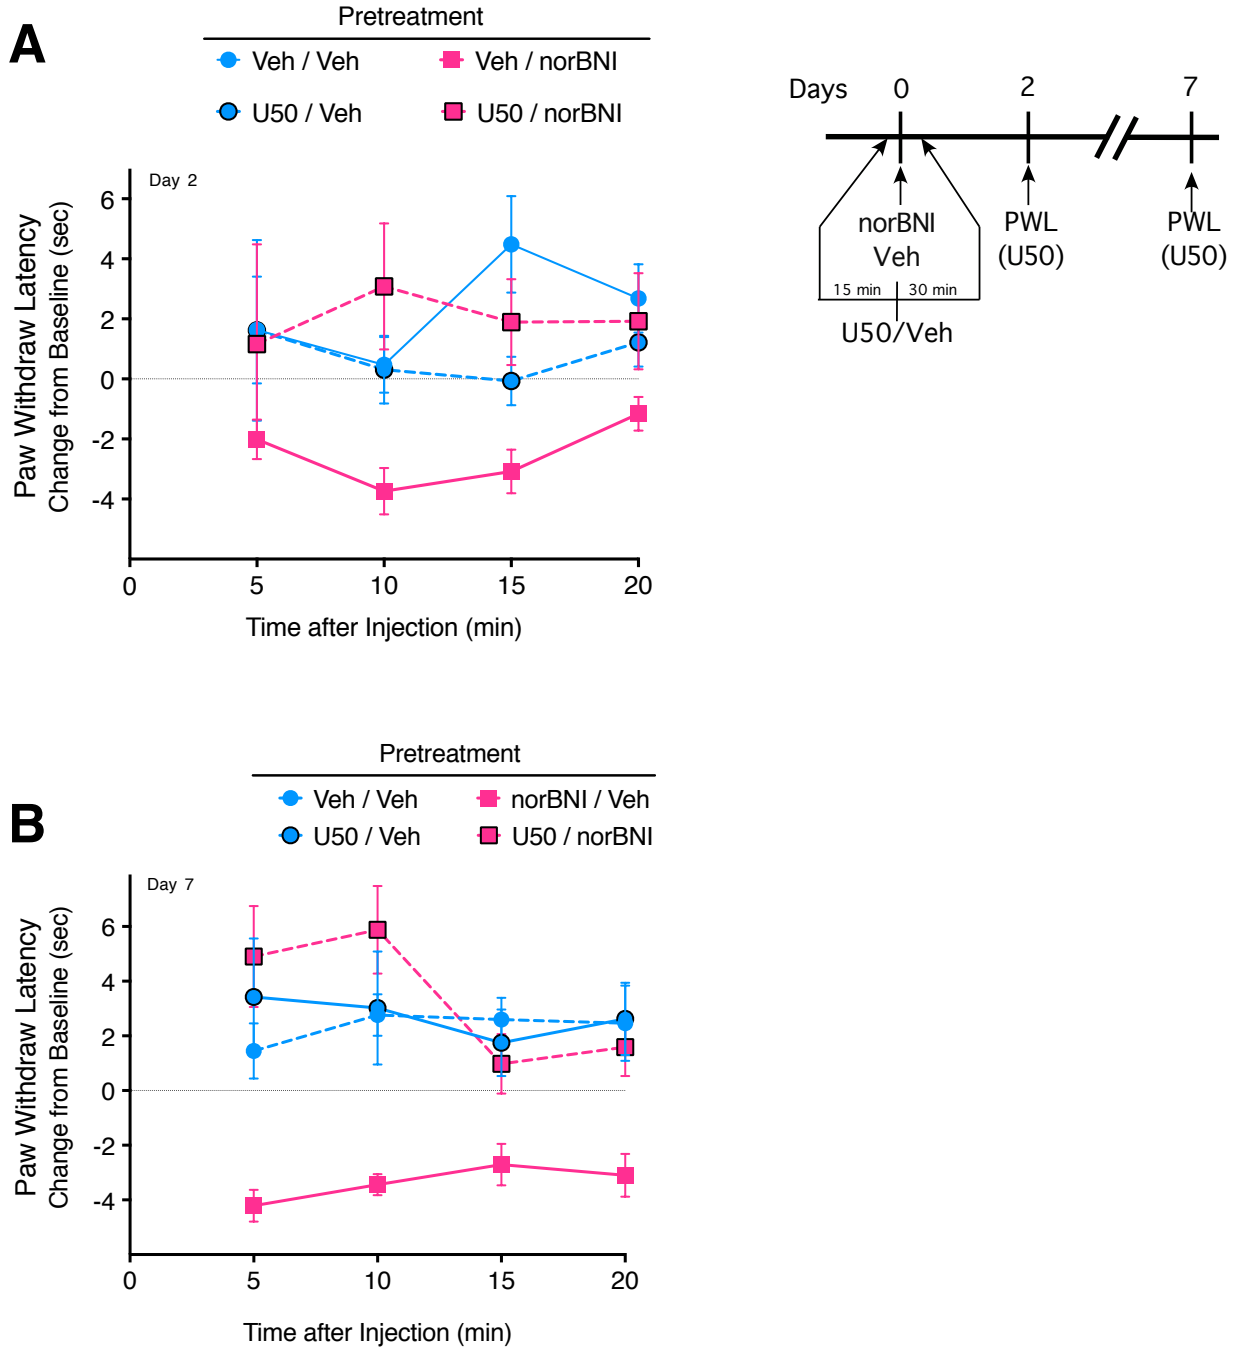 A
Pretreatment
Veh / Veh
Veh / norBNI
U50 / Veh
U50 / norBNI
Day 2
Paw Withdraw Latency
Change from Baseline (sec)
6
4
2
0
-2
-4
0
5
10
15
20
Time after Injection (min)
Days
0
2
7
norBNI
Veh
15 min
30 min
U50/Veh
PWL
(U50)
PWL
(U50)
B
Pretreatment
Veh / Veh
norBNI / Veh
U50 / Veh
U50 / norBNI
Day 7
Paw Withdraw Latency
Change from Baseline (sec)
6
4
2
0
-2
-4
0
5
10
15
20
Time after Injection (min)